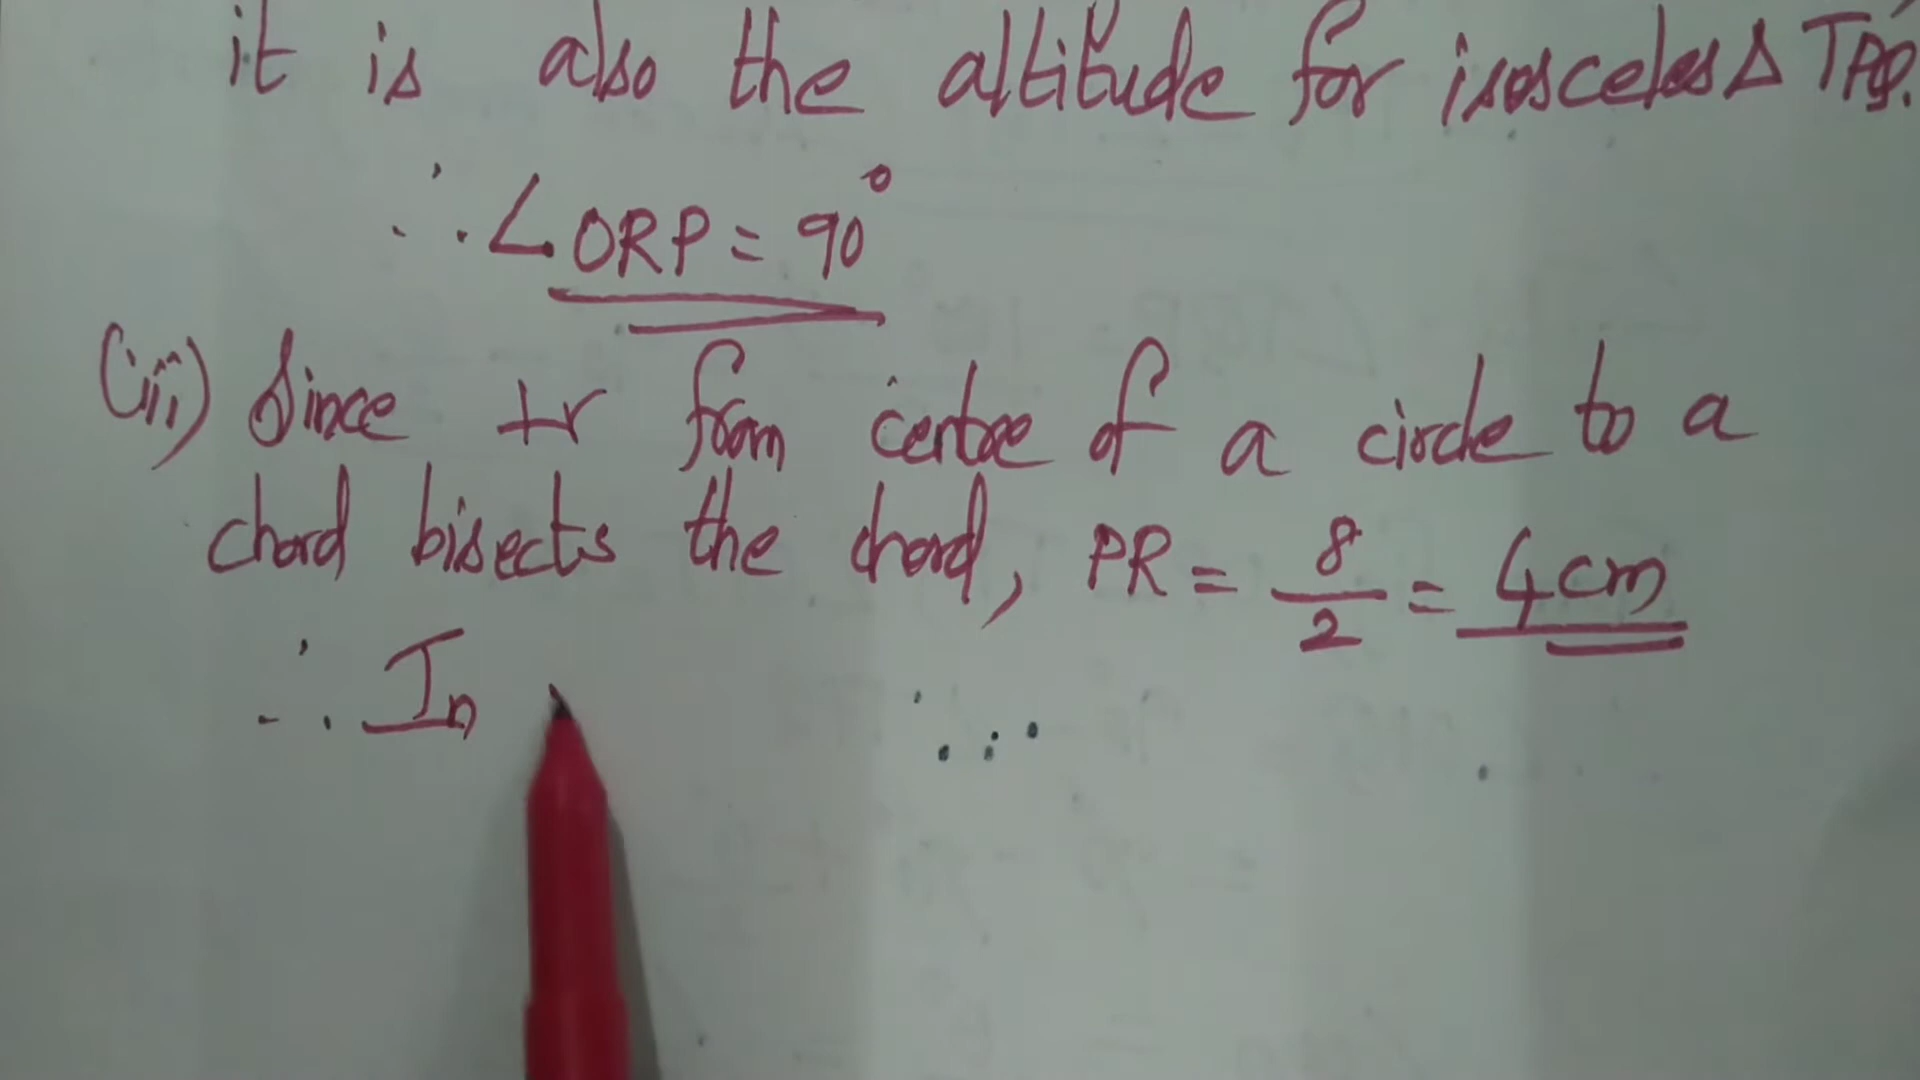 it is also the altitude for isosceles Δ TPQ.
∴ ∠ORP = 90°
(iii) Since ⊥r from centre of a circle to a
chord bisects the chord, PR = 8/2 = 4cm
∴ In